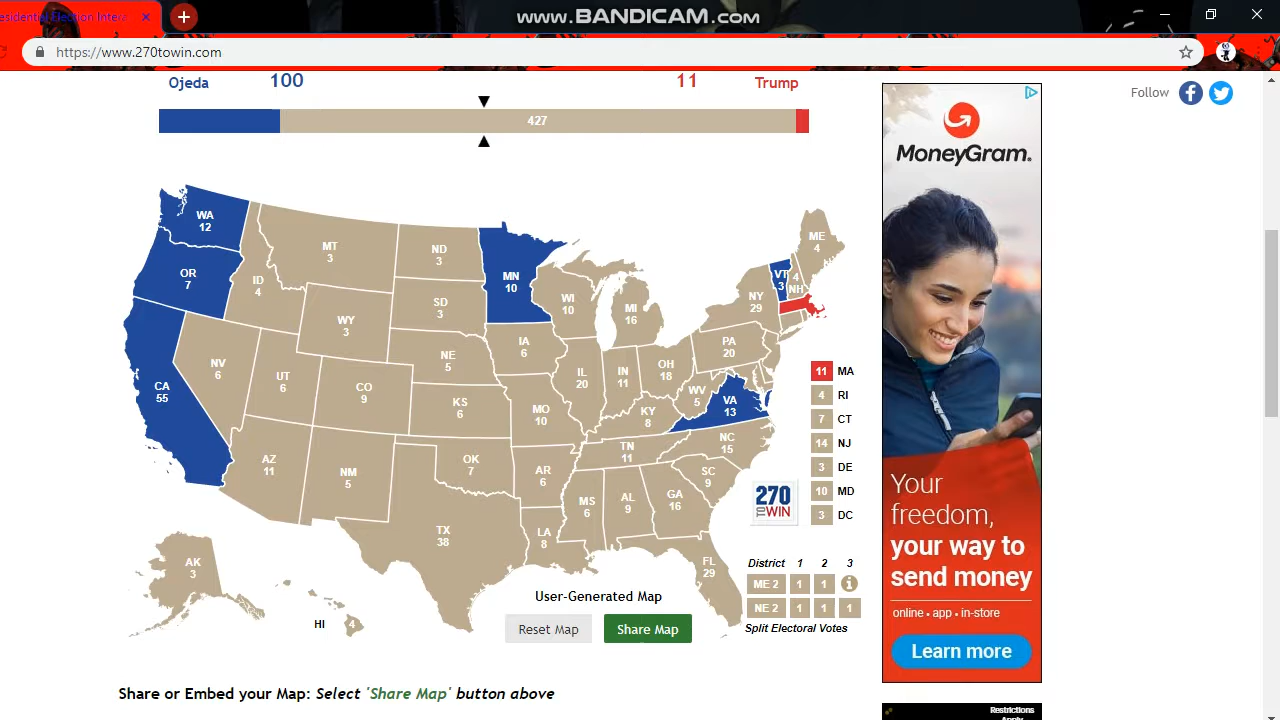 www.BANDICAM.com
esidential Election Intera
https://www.270towin.com
Ojeda 100 11 Trump
427
Follow
MoneyGram.
WA
12
OR
7
CA
55
MT
3
ID
4
WY
3
NV
6
UT
6
CO
9
AZ
11
NM
5
ND
3
SD
3
NE
5
KS
6
OK
7
TX
38
MN
10
IA
6
MO
10
AR
6
LA
8
WI
10
IL
20
MI
16
IN
11
OH
18
KY
8
TN
11
MS
6
AL
9
GA
16
FL
29
SC
9
NC
15
VA
13
WV
5
PA
20
NY
29
VT
3
4
NH
ME
4
AK
3
HI 4
11 MA
4 RI
7 CT
14 NJ
3 DE
10 MD
3 DC
270
TO WIN
District 1 2 3
ME 2 1 1
NE 2 1 1 1
Split Electoral Votes
User-Generated Map
Reset Map Share Map
Share or Embed your Map: Select 'Share Map' button above
Your
freedom,
your way to
send money
online • app • in-store
Learn more
Restrictions
Apply